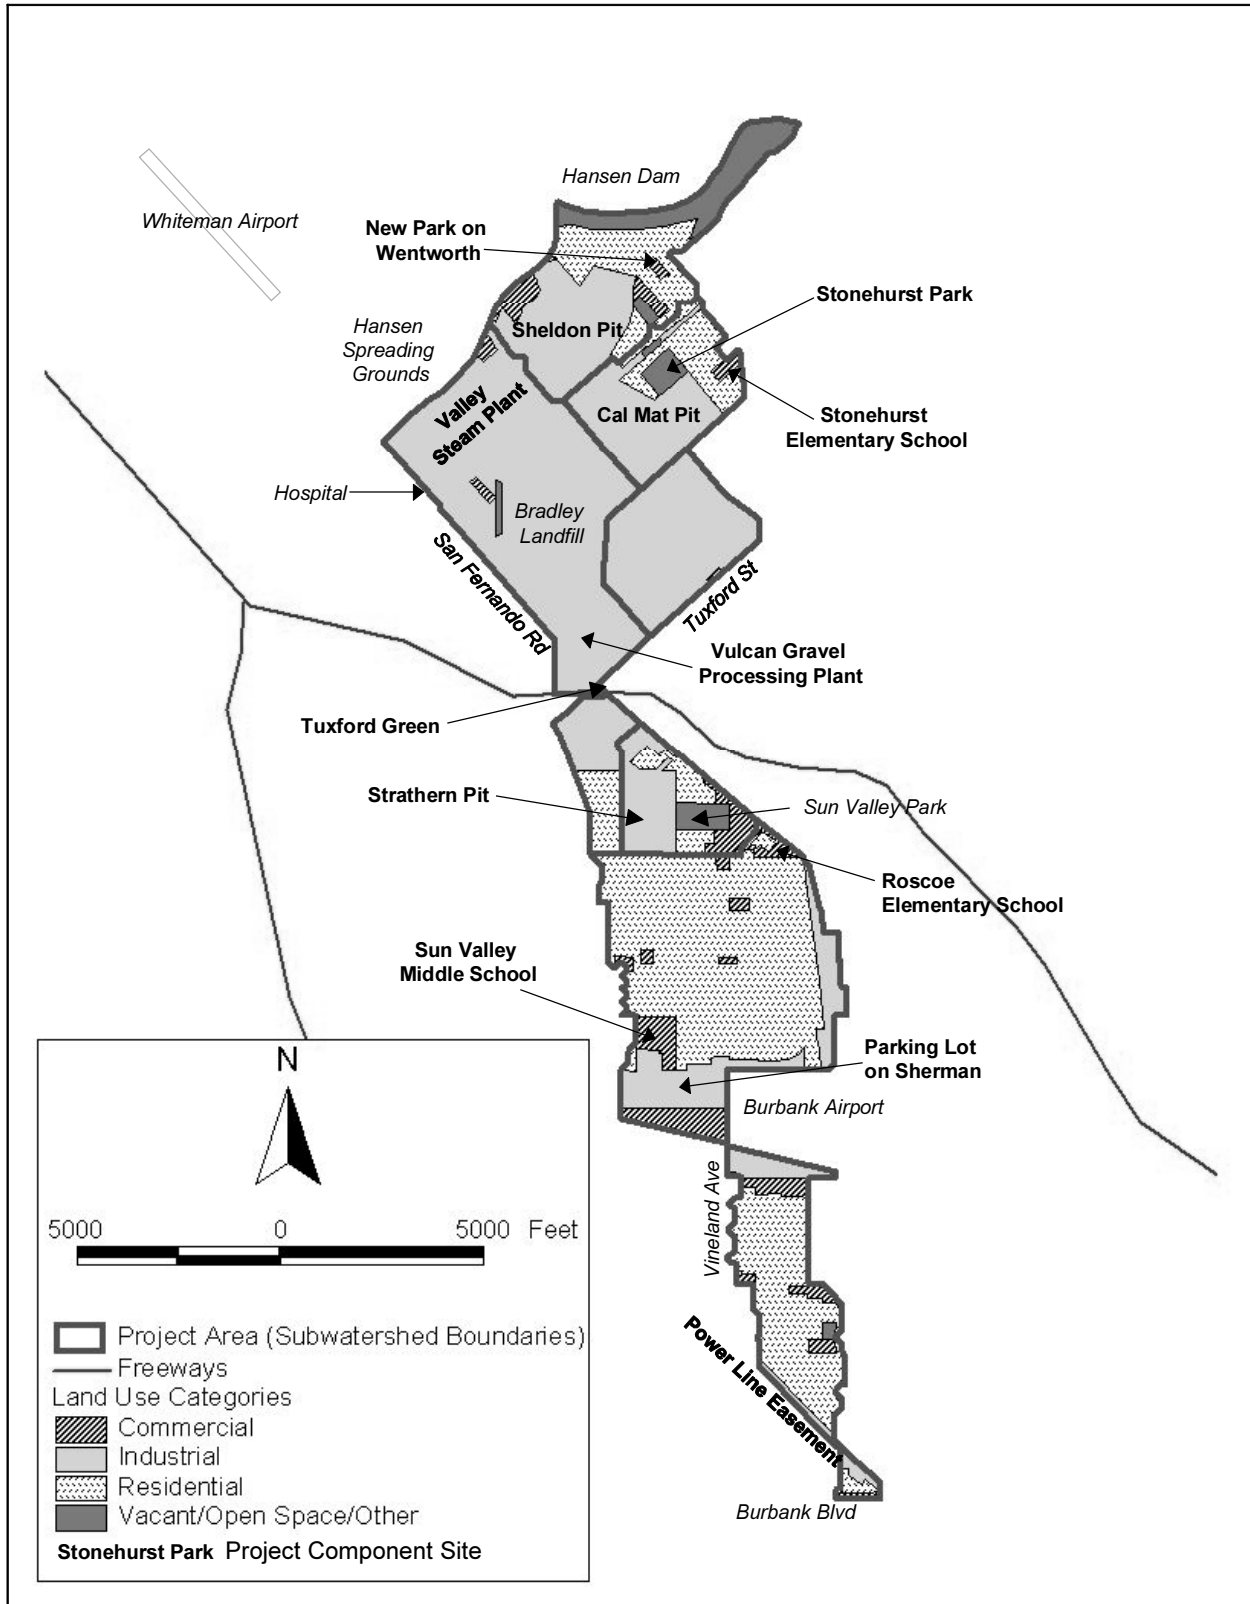 Hansen Dam
Whiteman Airport
New Park on
Wentworth
Stonehurst Park
Hansen
Spreading
Grounds
Sheldon Pit
Valley
Steam Plant
Cal Mat Pit
Stonehurst
Elementary School
Hospital
Bradley
Landfill
San Fernando Rd
Tuxford St
Vulcan Gravel
Processing Plant
Tuxford Green
Strathern Pit
Sun Valley Park
Roscoe
Elementary School
Sun Valley
Middle School
Parking Lot
on Sherman
Burbank Airport
Vineland Ave
Power Line Easement
Burbank Blvd
N
5000 0 5000 Feet
Project Area (Subwatershed Boundaries)
Freeways
Land Use Categories
Commercial
Industrial
Residential
Vacant/Open Space/Other
Stonehurst Park Project Component Site